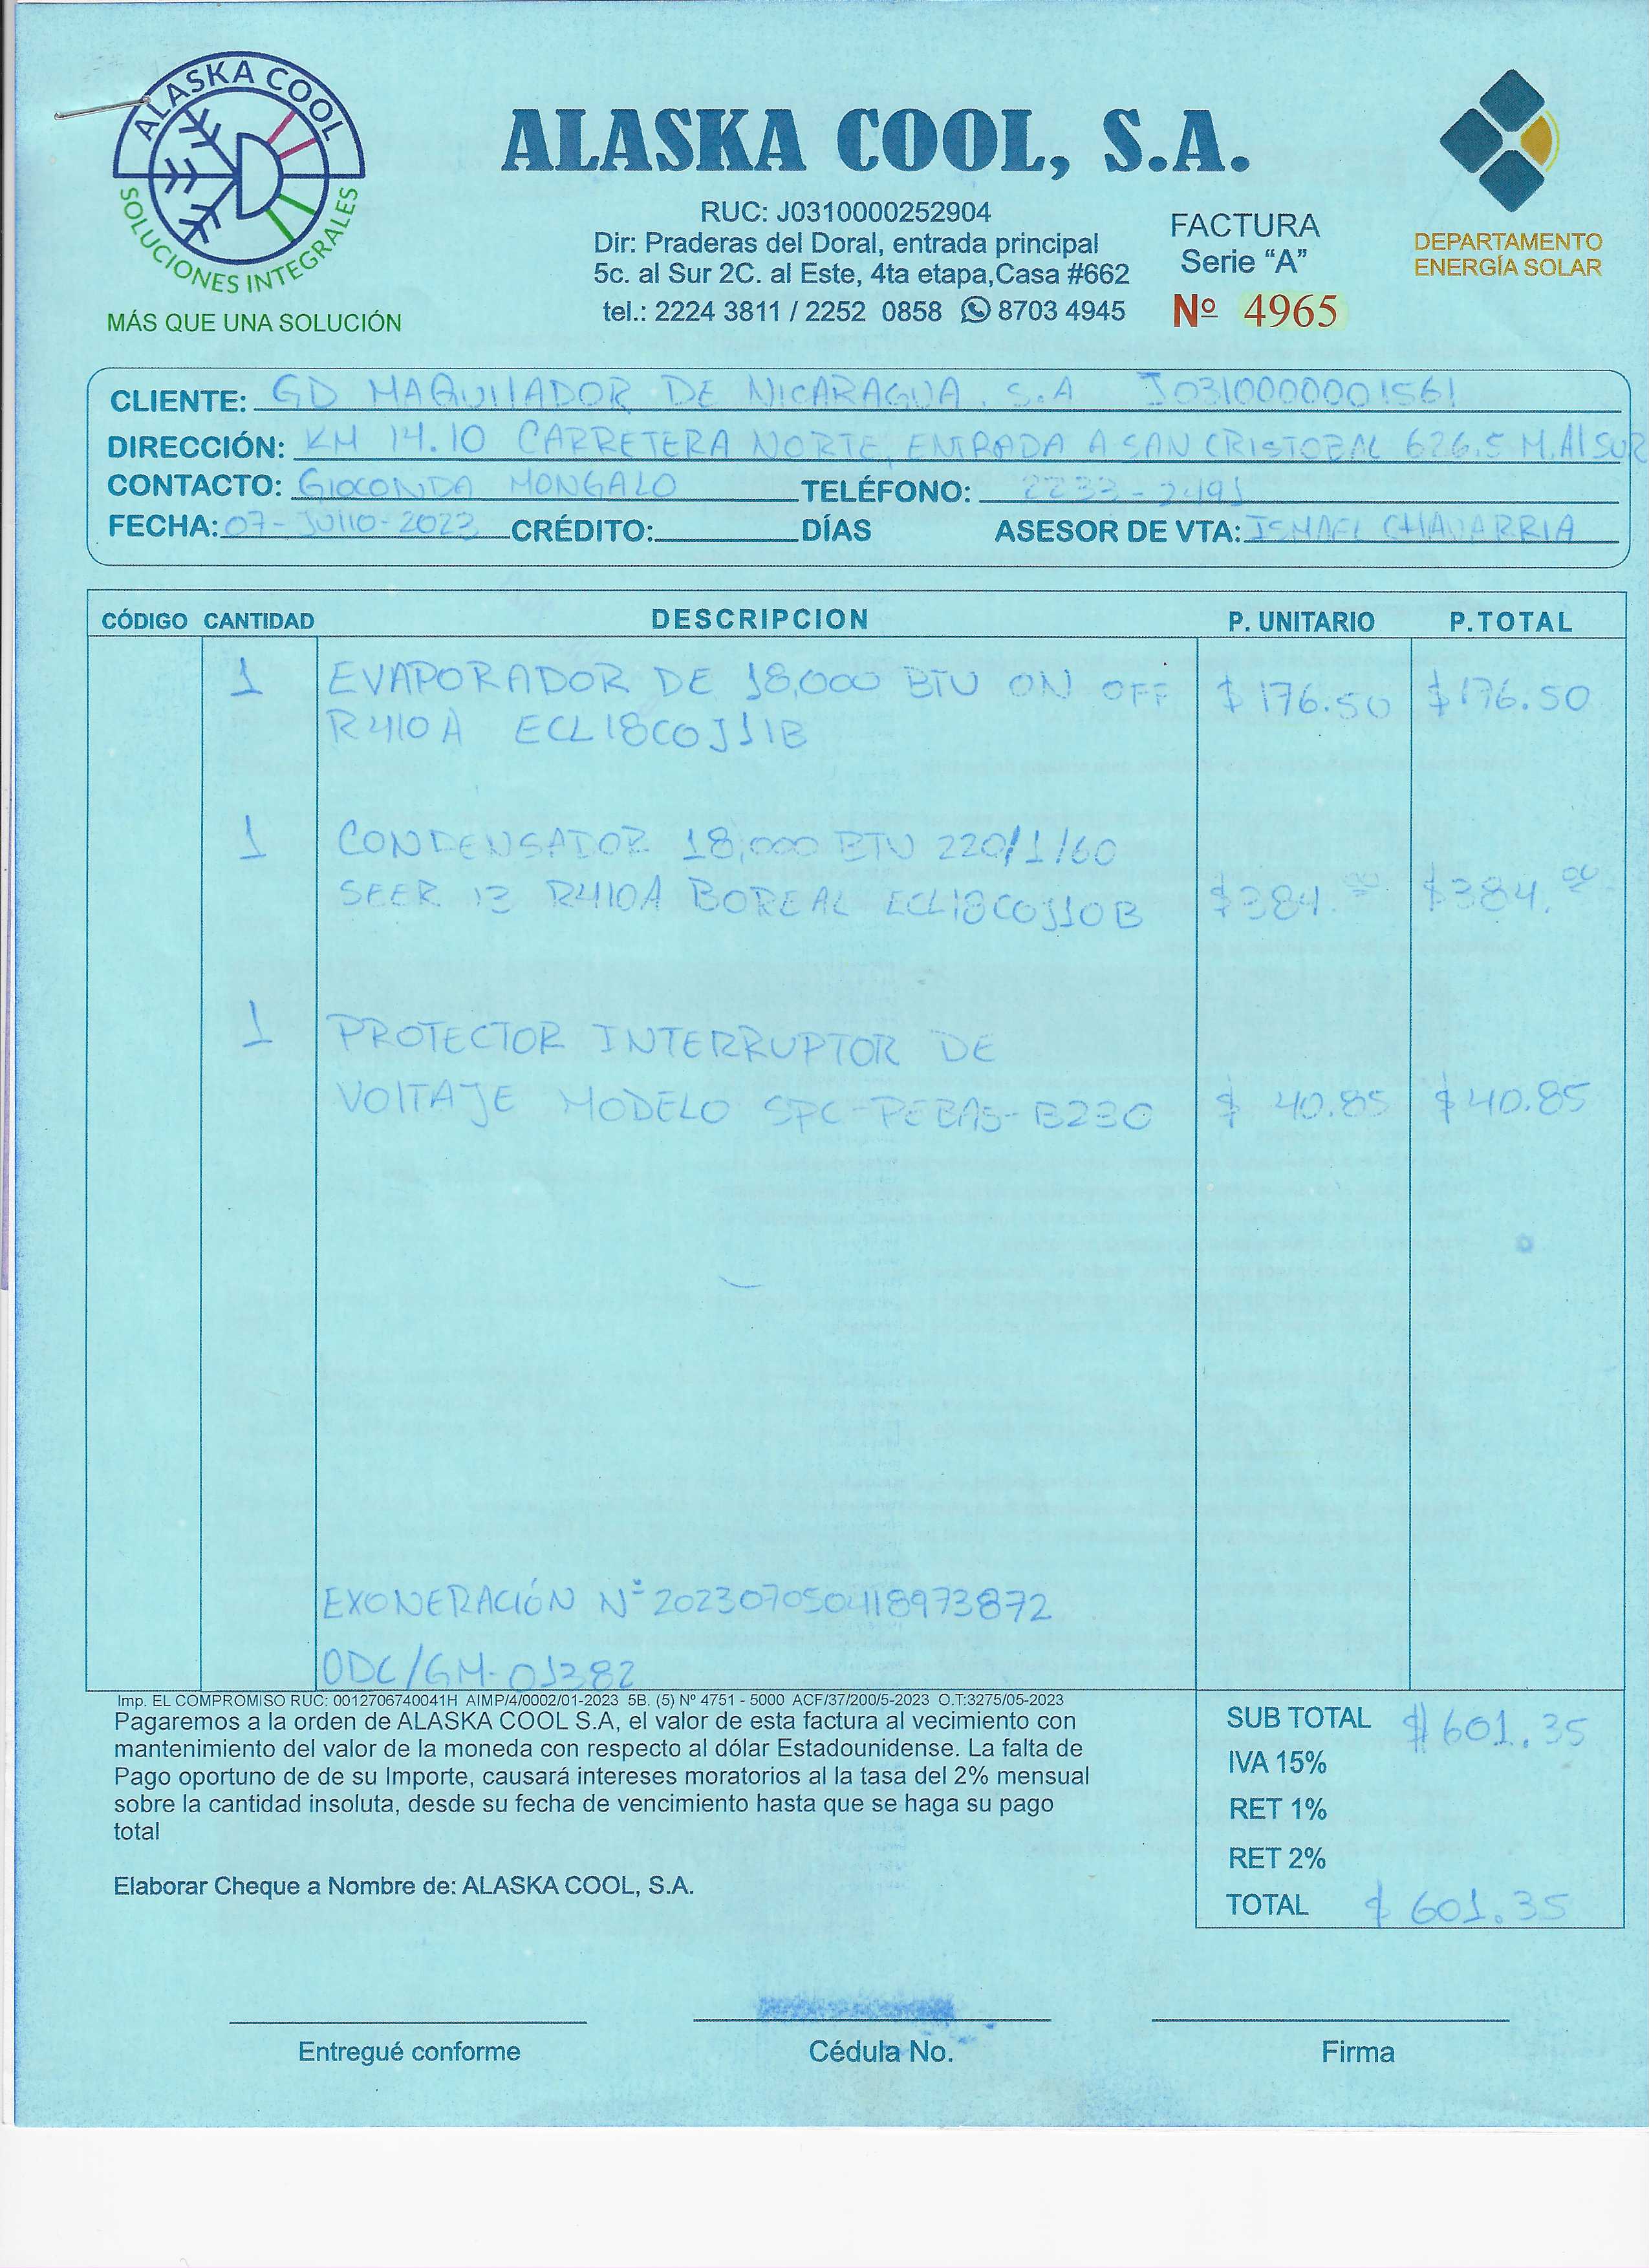 ALASKA COOL
SOLUCIONES INTEGRALES
MÁS QUE UNA SOLUCIÓN
ALASKA COOL, S.A.
RUC: J0310000252904
Dir: Praderas del Doral, entrada principal
5c. al Sur 2C. al Este, 4ta etapa,Casa #662
tel.: 2224 3811 / 2252 0858 8703 4945
FACTURA
Serie "A"
Nº 4965
DEPARTAMENTO
ENERGÍA SOLAR
CLIENTE: GD MAQUILADOR DE NICARAGUA. S.A J0310000001561
DIRECCIÓN: KM 14.10 CARRETERA NORTE, ENTRADA A SAN CRISTOBAL 626.5 M. Al SUR
CONTACTO: GIOCONDA MONGALO TELÉFONO: 2233-2491
FECHA: 07-Julio-2023 CRÉDITO: DÍAS ASESOR DE VTA: ISMAEL CHAVARRIA
CÓDIGO CANTIDAD DESCRIPCION P. UNITARIO P.TOTAL
1 EVAPORADOR DE 18,000 BTU ON OFF $ 176.50 $ 176.50
R410A ECL18COJ11B
1 CONDENSADOR 18,000 BTU 220/1/60
SEER 13 R410A BOREAL ECL18COJ10B $ 384.00 $ 384.00
1 PROTECTOR INTERRUPTOR DE
VOlTAJE MODELO SPC-PEBA5-B230 $ 40.85 $ 40.85
EXONERACIÓN Nº 2023070504118973872
ODC/GM-01382
Imp. EL COMPROMISO RUC: 0012706740041H AIMP/4/0002/01-2023 5B. (5) Nº 4751 - 5000 ACF/37/200/5-2023 O.T:3275/05-2023
Pagaremos a la orden de ALASKA COOL S.A, el valor de esta factura al vecimiento con
mantenimiento del valor de la moneda con respecto al dólar Estadounidense. La falta de
Pago oportuno de de su Importe, causará intereses moratorios al la tasa del 2% mensual
sobre la cantidad insoluta, desde su fecha de vencimiento hasta que se haga su pago
total
Elaborar Cheque a Nombre de: ALASKA COOL, S.A.
SUB TOTAL $ 601.35
IVA 15%
RET 1%
RET 2%
TOTAL $ 601.35
Entregué conforme Cédula No. Firma